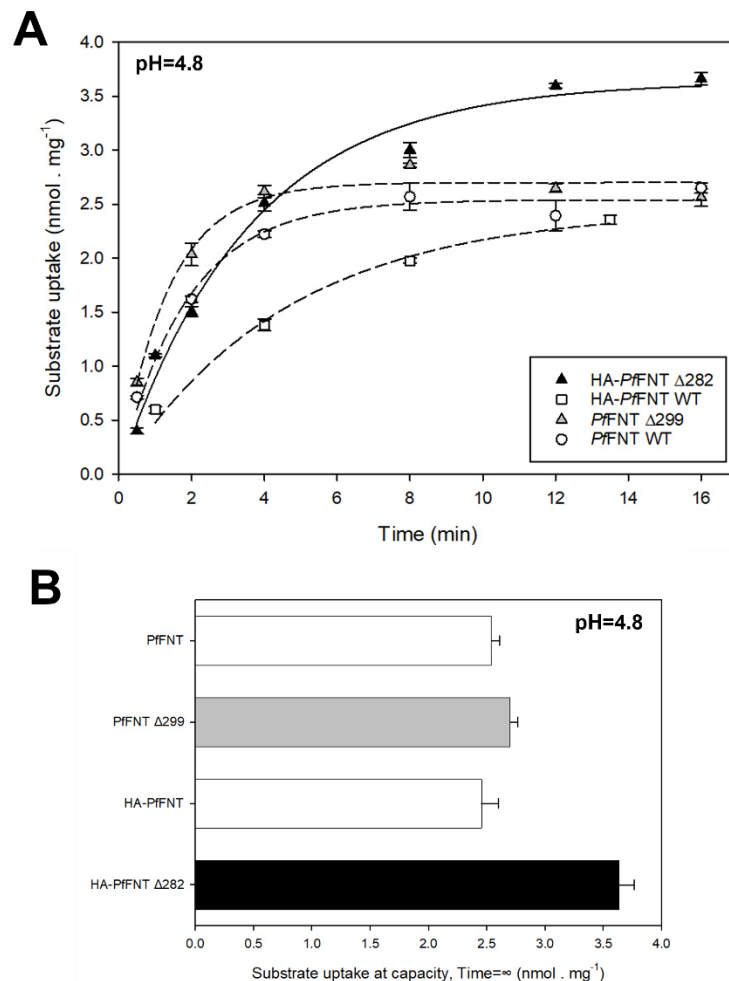 A
pH=4.8
Substrate uptake (nmol . mg⁻¹)
4.0
3.5
3.0
2.5
2.0
1.5
1.0
0.5
0.0
HA-PfFNT Δ282
HA-PfFNT WT
PfFNT Δ299
PfFNT WT
0 2 4 6 8 10 12 14 16
Time (min)
B
pH=4.8
PfFNT
PfFNT Δ299
HA-PfFNT
HA-PfFNT Δ282
0.0 0.5 1.0 1.5 2.0 2.5 3.0 3.5 4.0
Substrate uptake at capacity, Time=∞ (nmol . mg⁻¹)